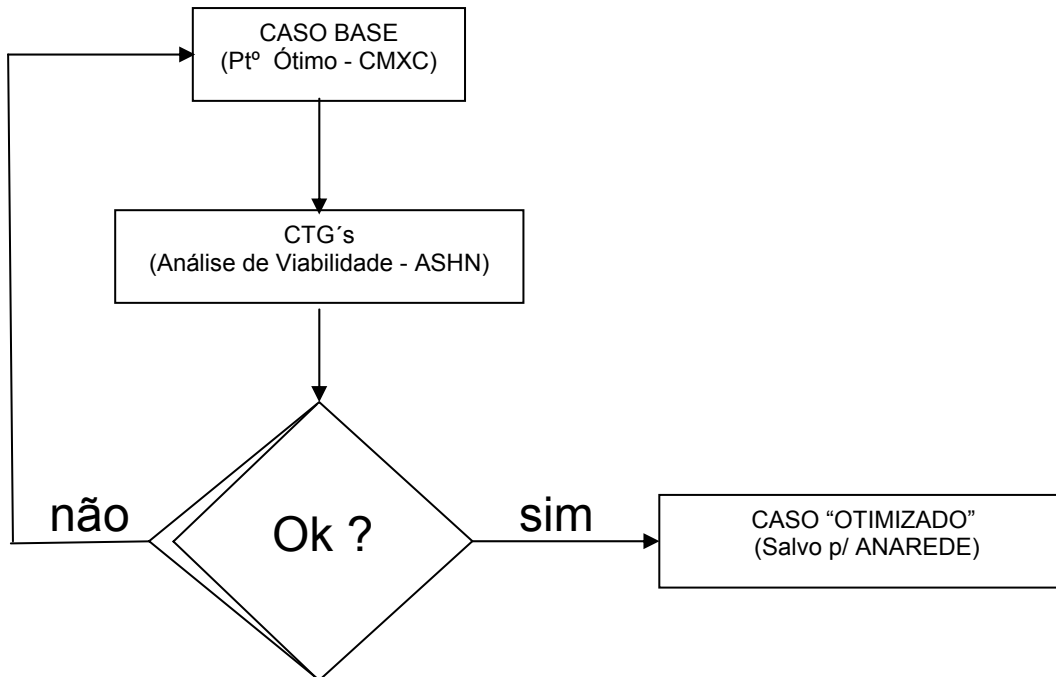 CASO BASE
(Ptº Ótimo - CMXC)
CTG´s
(Análise de Viabilidade - ASHN)
não
Ok ?
sim
CASO “OTIMIZADO”
(Salvo p/ ANAREDE)